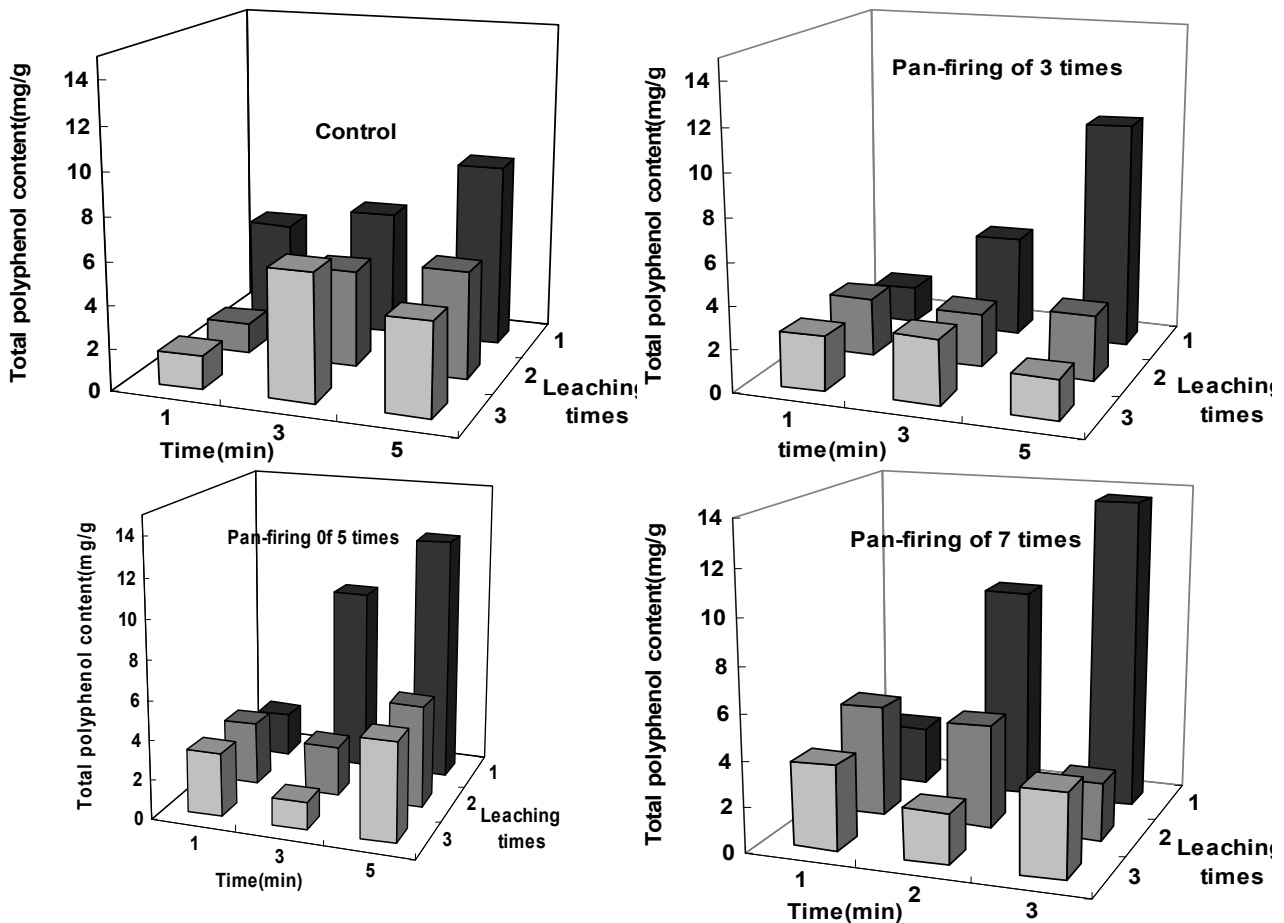 Total polyphenol content(mg/g)
14
12
10
8
6
4
2
0
Control
1
3
5
Time(min)
1
2
3
Leaching
times
Total polyphenol content(mg/g
14
12
10
8
6
4
2
0
Pan-firing of 3 times
1
3
5
time(min)
1
2
3
Leaching
times
Total polyphenol content(mg/g
14
12
10
8
6
4
2
0
Pan-firing 0f 5 times
1
3
5
Time(min)
1
2
3
Leaching
times
Total polyphenol content(mg/g
14
12
10
8
6
4
2
0
Pan-firing of 7 times
1
2
3
Time(min)
1
2
3
Leaching
times